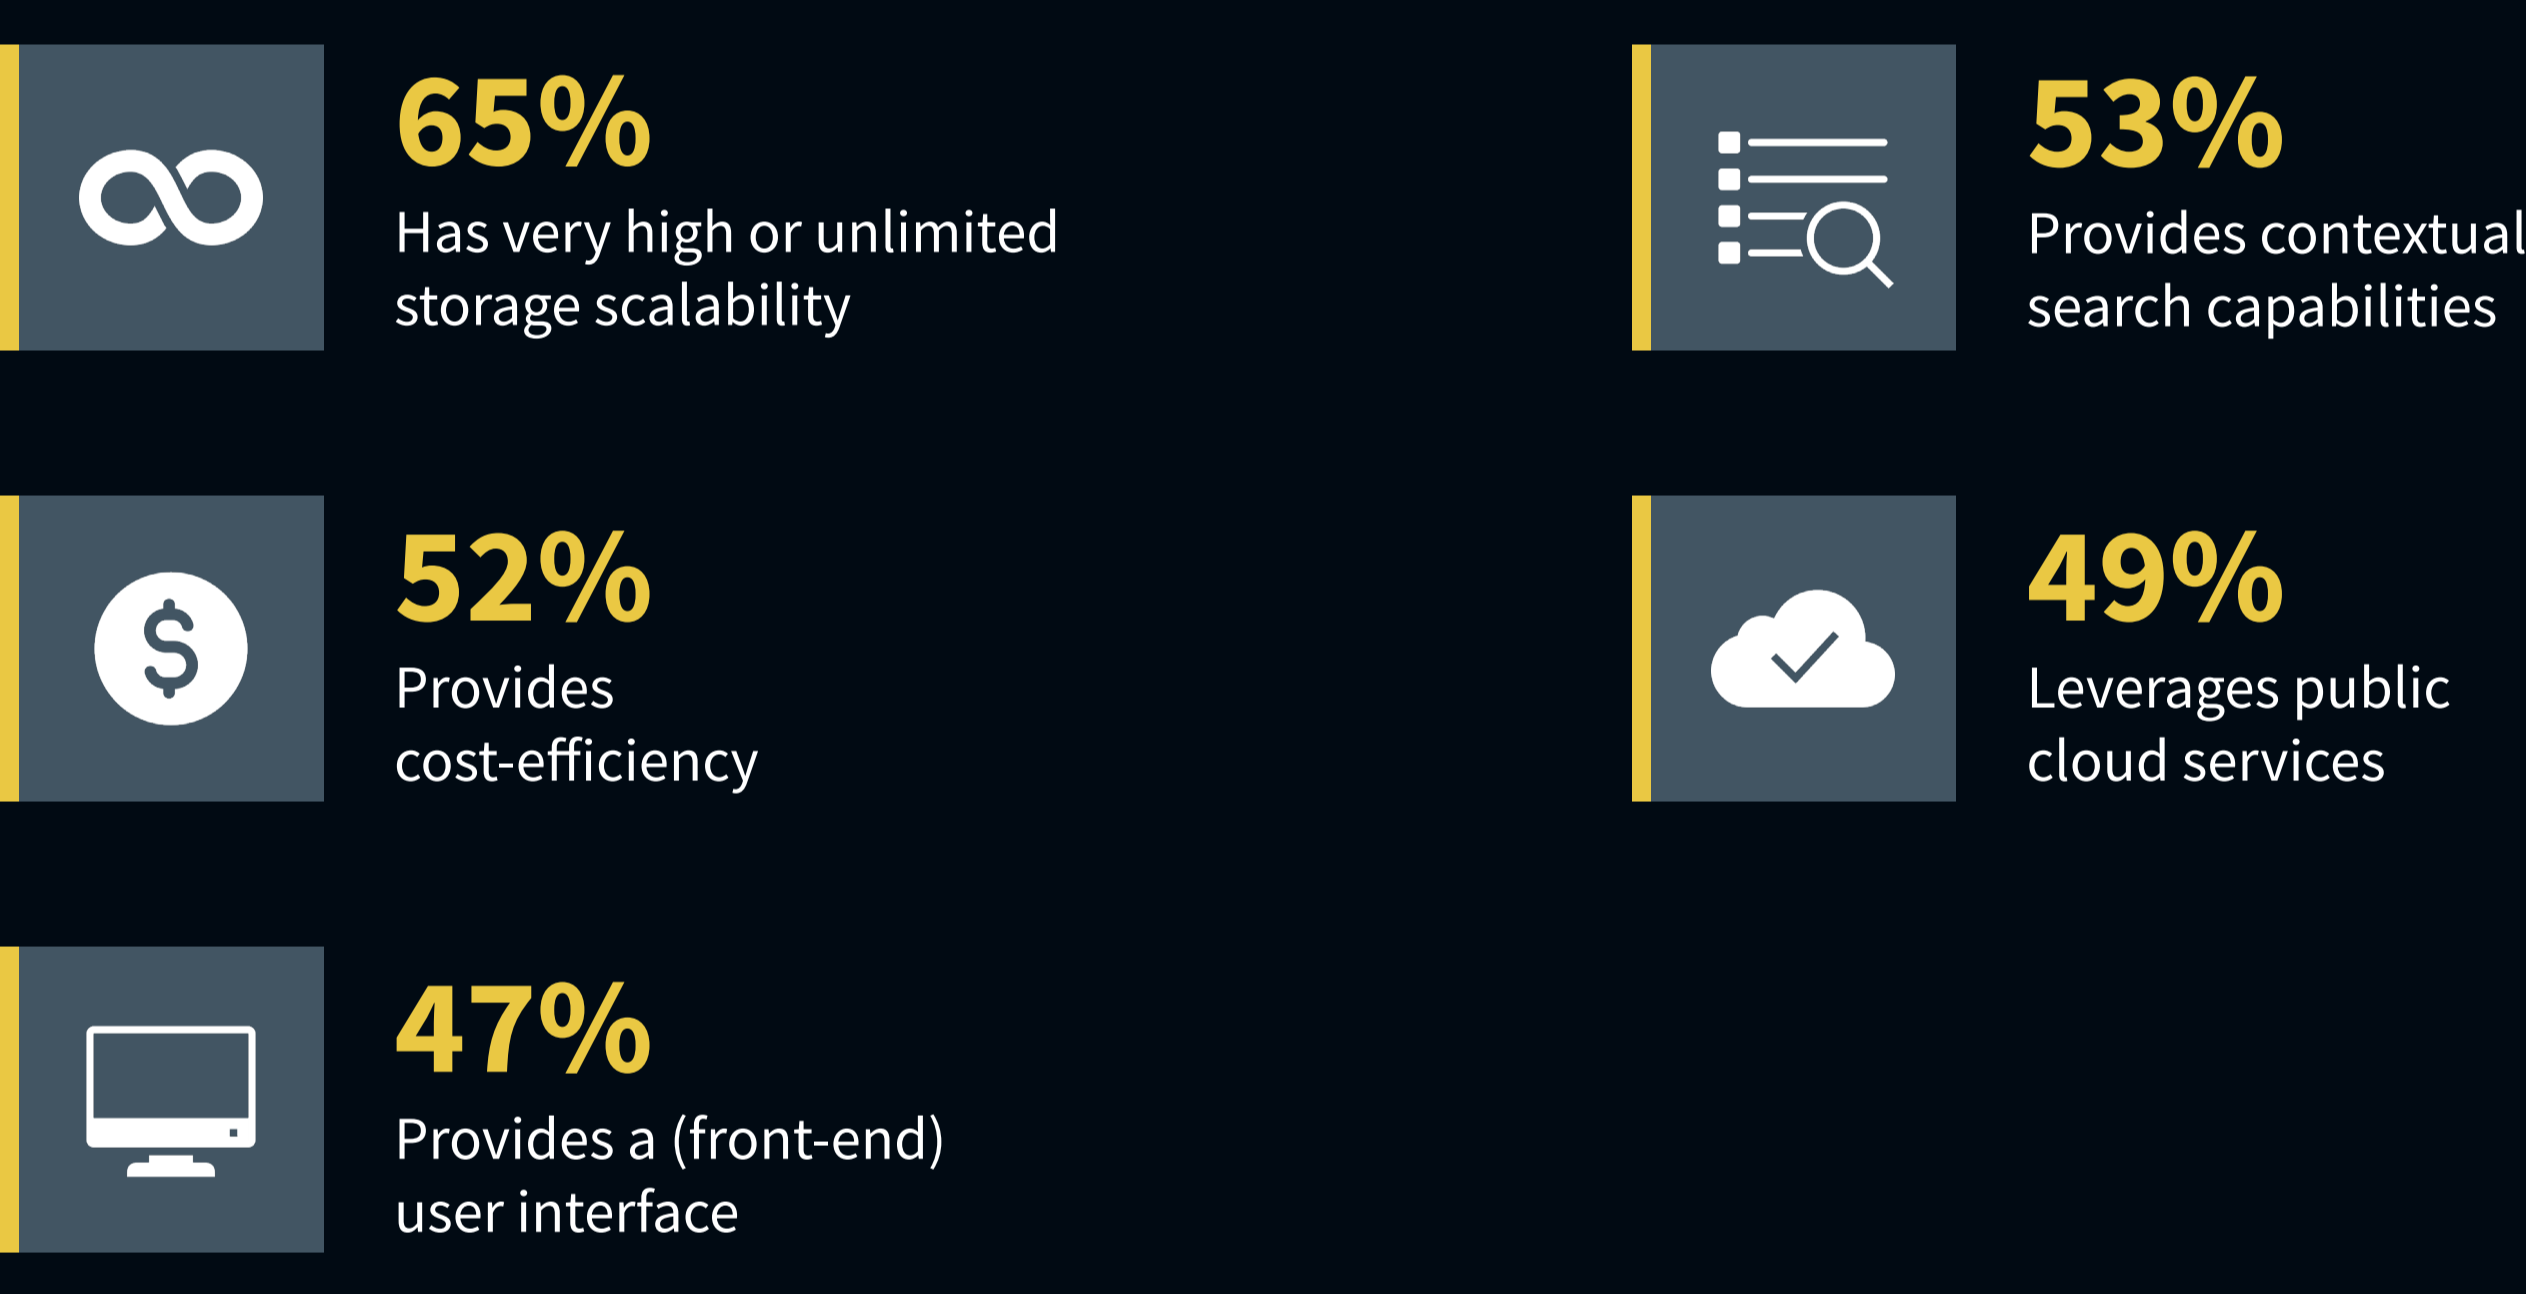 65%
Has very high or unlimited
storage scalability
53%
Provides contextual
search capabilities
52%
Provides
cost-efficiency
49%
Leverages public
cloud services
47%
Provides a (front-end)
user interface